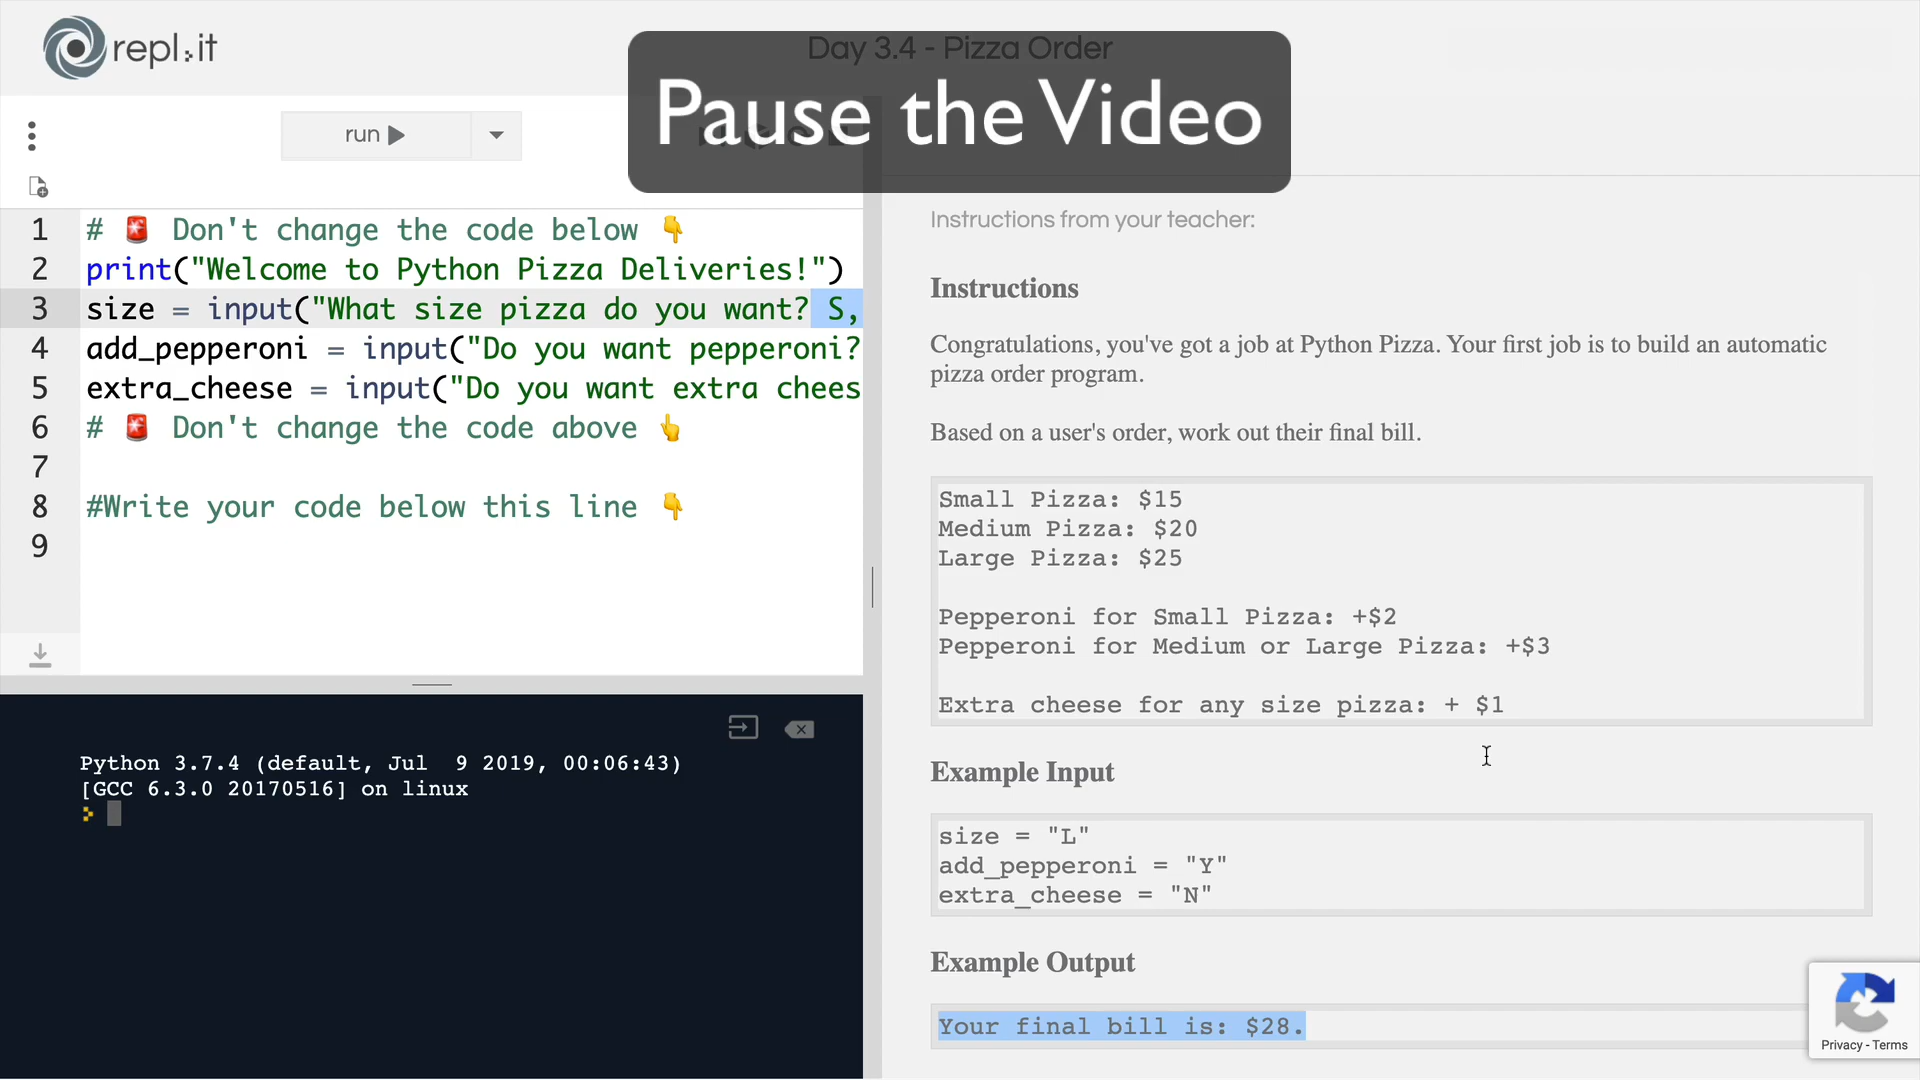 repl.it
Day 3.4 - Pizza Order
Pause the Video
run
1 # 🚨 Don't change the code below 👇
2 print("Welcome to Python Pizza Deliveries!")
3 size = input("What size pizza do you want? S,
4 add_pepperoni = input("Do you want pepperoni?
5 extra_cheese = input("Do you want extra chees
6 # 🚨 Don't change the code above 👆
7
8 #Write your code below this line 👇
9
Python 3.7.4 (default, Jul  9 2019, 00:06:43)
[GCC 6.3.0 20170516] on linux
Instructions from your teacher:
Instructions
Congratulations, you've got a job at Python Pizza. Your first job is to build an automatic
pizza order program.
Based on a user's order, work out their final bill.
Small Pizza: $15
Medium Pizza: $20
Large Pizza: $25
Pepperoni for Small Pizza: +$2
Pepperoni for Medium or Large Pizza: +$3
Extra cheese for any size pizza: + $1
Example Input
size = "L"
add_pepperoni = "Y"
extra_cheese = "N"
Example Output
Your final bill is: $28.
Privacy - Terms